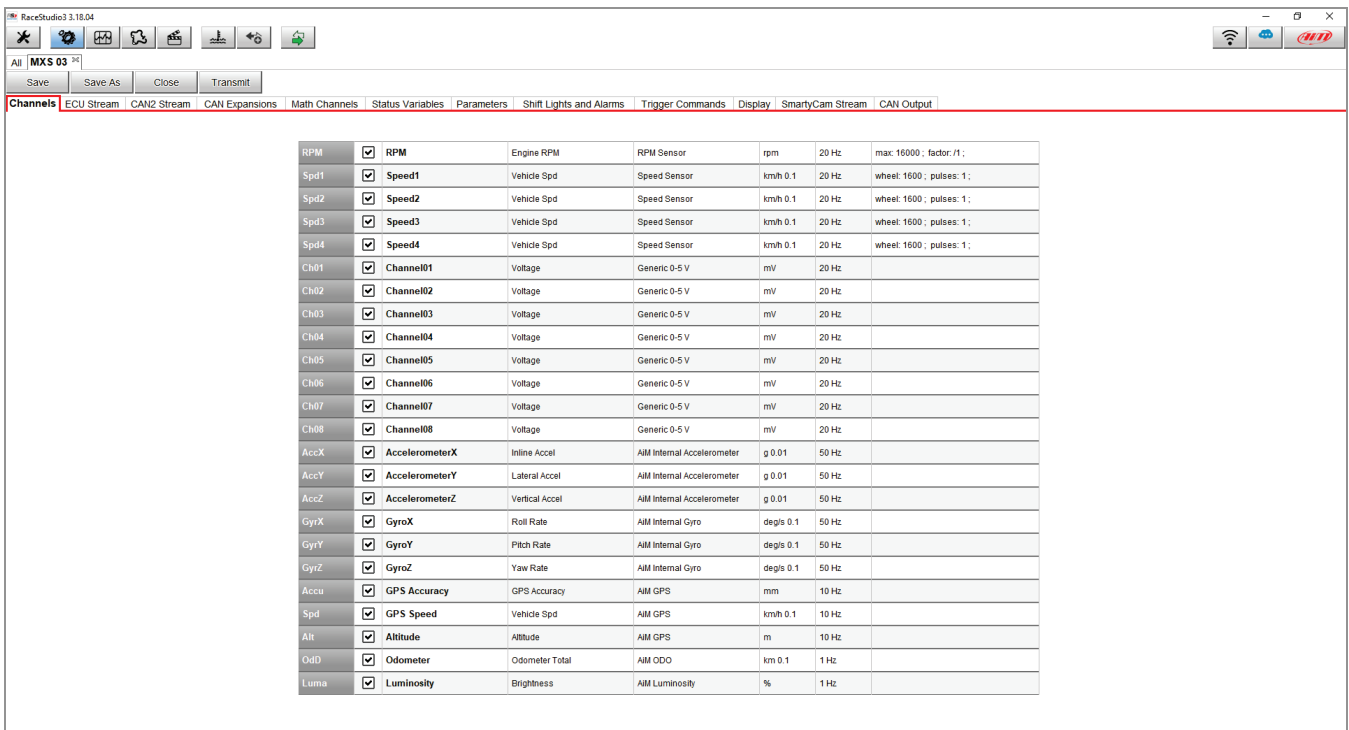 RaceStudio3 3.18.04
AiM
All MXS 03
Save Save As Close Transmit
Channels ECU Stream CAN2 Stream CAN Expansions Math Channels Status Variables Parameters Shift Lights and Alarms Trigger Commands Display SmartyCam Stream CAN Output
RPM RPM Engine RPM RPM Sensor rpm 20 Hz max: 16000 ; factor: /1 ;
Spd1 Speed1 Vehicle Spd Speed Sensor km/h 0.1 20 Hz wheel: 1600 ; pulses: 1 ;
Spd2 Speed2 Vehicle Spd Speed Sensor km/h 0.1 20 Hz wheel: 1600 ; pulses: 1 ;
Spd3 Speed3 Vehicle Spd Speed Sensor km/h 0.1 20 Hz wheel: 1600 ; pulses: 1 ;
Spd4 Speed4 Vehicle Spd Speed Sensor km/h 0.1 20 Hz wheel: 1600 ; pulses: 1 ;
Ch01 Channel01 Voltage Generic 0-5 V mV 20 Hz
Ch02 Channel02 Voltage Generic 0-5 V mV 20 Hz
Ch03 Channel03 Voltage Generic 0-5 V mV 20 Hz
Ch04 Channel04 Voltage Generic 0-5 V mV 20 Hz
Ch05 Channel05 Voltage Generic 0-5 V mV 20 Hz
Ch06 Channel06 Voltage Generic 0-5 V mV 20 Hz
Ch07 Channel07 Voltage Generic 0-5 V mV 20 Hz
Ch08 Channel08 Voltage Generic 0-5 V mV 20 Hz
AccX AccelerometerX Inline Accel AiM Internal Accelerometer g 0.01 50 Hz
AccY AccelerometerY Lateral Accel AiM Internal Accelerometer g 0.01 50 Hz
AccZ AccelerometerZ Vertical Accel AiM Internal Accelerometer g 0.01 50 Hz
GyrX GyroX Roll Rate AiM Internal Gyro deg/s 0.1 50 Hz
GyrY GyroY Pitch Rate AiM Internal Gyro deg/s 0.1 50 Hz
GyrZ GyroZ Yaw Rate AiM Internal Gyro deg/s 0.1 50 Hz
Accu GPS Accuracy GPS Accuracy AiM GPS mm 10 Hz
Spd GPS Speed Vehicle Spd AiM GPS km/h 0.1 10 Hz
Alt Altitude Altitude AiM GPS m 10 Hz
OdD Odometer Odometer Total AiM ODO km 0.1 1 Hz
Luma Luminosity Brightness AiM Luminosity % 1 Hz